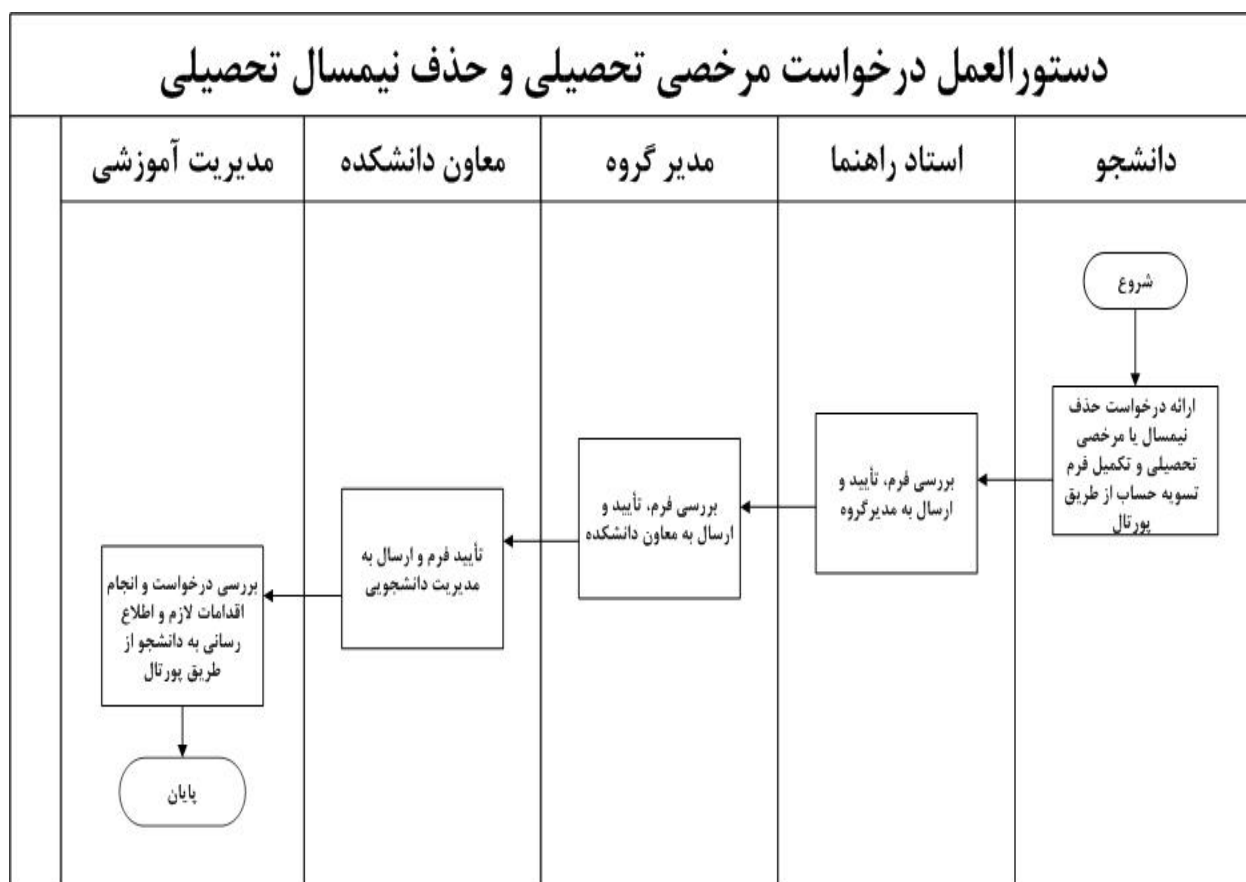 دستورالعمل درخواست مرخصی تحصیلی و حذف نیمسال تحصیلی
دانشجو
استاد راهنما
مدیر گروه
معاون دانشکده
مدیریت آموزشی
شروع
ارائه درخواست حذف
نیمسال یا مرخصی
تحصیلی و تکمیل فرم
تسویه حساب از طریق
پورتال
بررسی فرم، تأیید و
ارسال به مدیرگروه
بررسی فرم، تأیید و
ارسال به معاون دانشکده
تأیید فرم و ارسال به
مدیریت دانشجویی
بررسی درخواست و انجام
اقدامات لازم و اطلاع
رسانی به دانشجو از
طریق پورتال
پایان